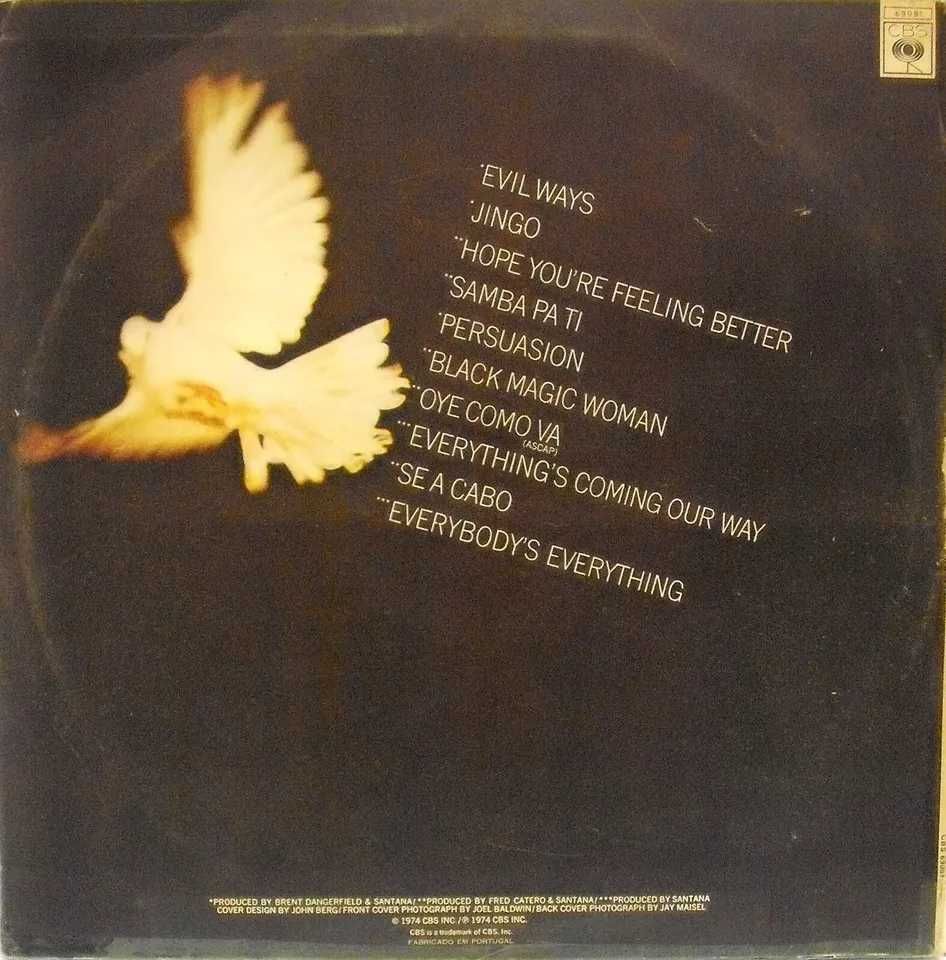 69081
CBS
*EVIL WAYS
*JINGO
**HOPE YOU'RE FEELING BETTER
**SAMBA PA TI
*PERSUASION
**BLACK MAGIC WOMAN
**OYE COMO VA
(ASCAP)
***EVERYTHING'S COMING OUR WAY
**SE A CABO
***EVERYBODY'S EVERYTHING
*PRODUCED BY BRENT DANGERFIELD & SANTANA/**PRODUCED BY FRED CATERO & SANTANA/***PRODUCED BY SANTANA
COVER DESIGN BY JOHN BERG/FRONT COVER PHOTOGRAPH BY JOEL BALDWIN/BACK COVER PHOTOGRAPH BY JAY MAISEL
© 1974 CBS INC./℗ 1974 CBS INC.
CBS is a trademark of CBS, Inc.
FABRICADO EM PORTUGAL
CBS 69081